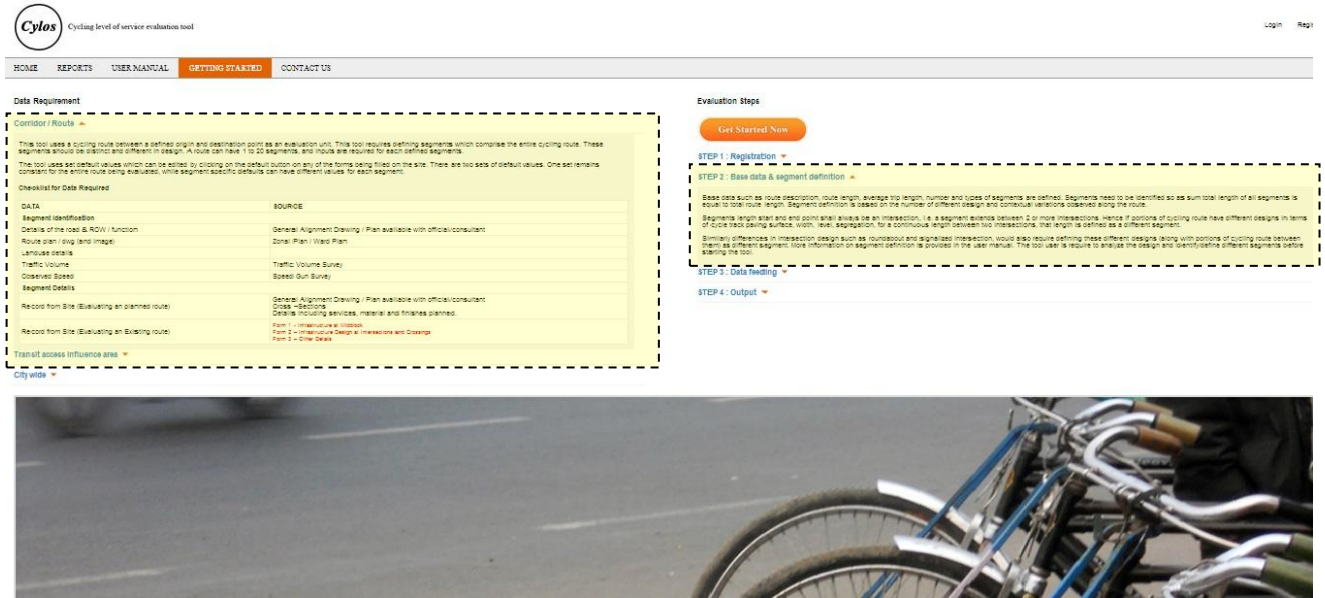 Cylos
Cycling level of service evaluation tool
Login Regi
HOME REPORTS USER MANUAL GETTING STARTED CONTACT US
Data Requirement
Corridor / Route
This tool uses a cycling route between a defined origin and destination point as an evaluation unit. This tool requires defining segments which comprise the entire cycling route. These
segments should be distinct and different in design. A route can have 1 to 20 segments, and inputs are required for each defined segments.
The tool uses set default values which can be edited by clicking on the default button on any of the forms being filled on the site. There are two sets of default values. One set remains
constant for the entire route being evaluated, while segment specific defaults can have different values for each segment.
Checklist for Data Required
DATA SOURCE
Segment Identification
Details of the road & ROW / function General Alignment Drawing / Plan available with official/consultant
Route plan / dwg (and image) Zonal Plan / Ward Plan
Landuse details
Traffic Volume Traffic Volume Survey
Observed Speed Speed Gun Survey
Segment Details
Record from Site (Evaluating an planned route) General Alignment Drawing / Plan available with official/consultant
Cross –Sections
Details including services, material and finishes planned.
Record from Site (Evaluating an Existing route) Form 1 - Infrastructure at Midblock
Form 2 – Infrastructure Design at Intersections and Crossings
Form 3 – Other Details
Transit access influence area
City wide
Evaluation Steps
Get Started Now
STEP 1 : Registration
STEP 2 : Base data & segment definition
Base data such as route description, route length, average trip length, number and types of segments are defined. Segments need to be identified so as sum total length of all segments is
equal to total route length. Segment definition is based on the number of different design and contextual variations observed along the route.
Segments length start and end point shall always be an intersection, i.e. a segment extends between 2 or more intersections. Hence if portions of cycling route have different designs in terms
of cycle track paving surface, width, level, segregation, for a continuous length between two intersections, that length is defined as a different segment.
Similarly differences in intersection design such as roundabout and signalized intersection, would also require defining these different designs (along with portions of cycling route between
them) as different segment. More information on segment definition is provided in the user manual. The tool user is require to analyze the design and identify/define different segments before
starting the tool.
STEP 3 : Data feeding
STEP 4 : Output